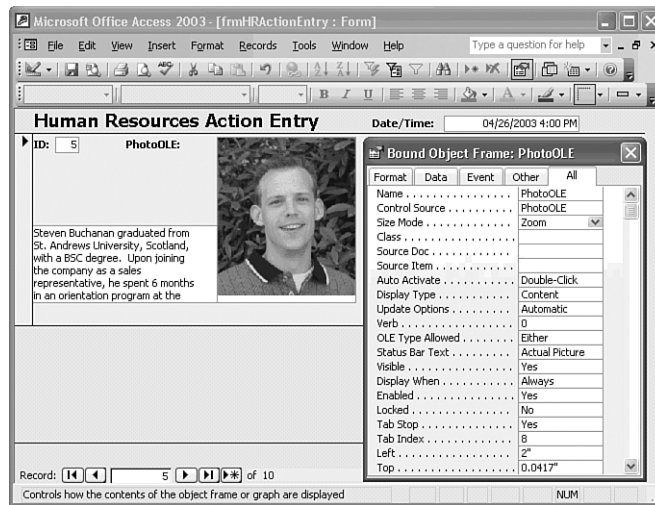 Microsoft Office Access 2003 - [frmHRActionEntry : Form]
File Edit View Insert Format Records Tools Window Help Type a question for help
B I U
Human Resources Action Entry Date/Time: 04/26/2003 4:00 PM
ID: 5 PhotoOLE:
Steven Buchanan graduated from
St. Andrews University, Scotland,
with a BSC degree. Upon joining
the company as a sales
representative, he spent 6 months
in an orientation program at the
Bound Object Frame: PhotoOLE
Format Data Event Other All
Name . . . . . . . . . . . . . . . . PhotoOLE
Control Source . . . . . . . . . . PhotoOLE
Size Mode . . . . . . . . . . . . . Zoom
Class . . . . . . . . . . . . . . . . .
Source Doc . . . . . . . . . . . . .
Source Item . . . . . . . . . . . . .
Auto Activate . . . . . . . . . . . Double-Click
Display Type . . . . . . . . . . . . Content
Update Options . . . . . . . . . . Automatic
Verb . . . . . . . . . . . . . . . . . 0
OLE Type Allowed . . . . . . . . Either
Status Bar Text . . . . . . . . . Actual Picture
Visible . . . . . . . . . . . . . . . . Yes
Display When . . . . . . . . . . . Always
Enabled . . . . . . . . . . . . . . . Yes
Locked . . . . . . . . . . . . . . . . No
Tab Stop . . . . . . . . . . . . . . Yes
Tab Index . . . . . . . . . . . . . . 8
Left . . . . . . . . . . . . . . . . . . 2"
Top . . . . . . . . . . . . . . . . . . 0.0417"
Record: 5 of 10
Controls how the contents of the object frame or graph are displayed NUM